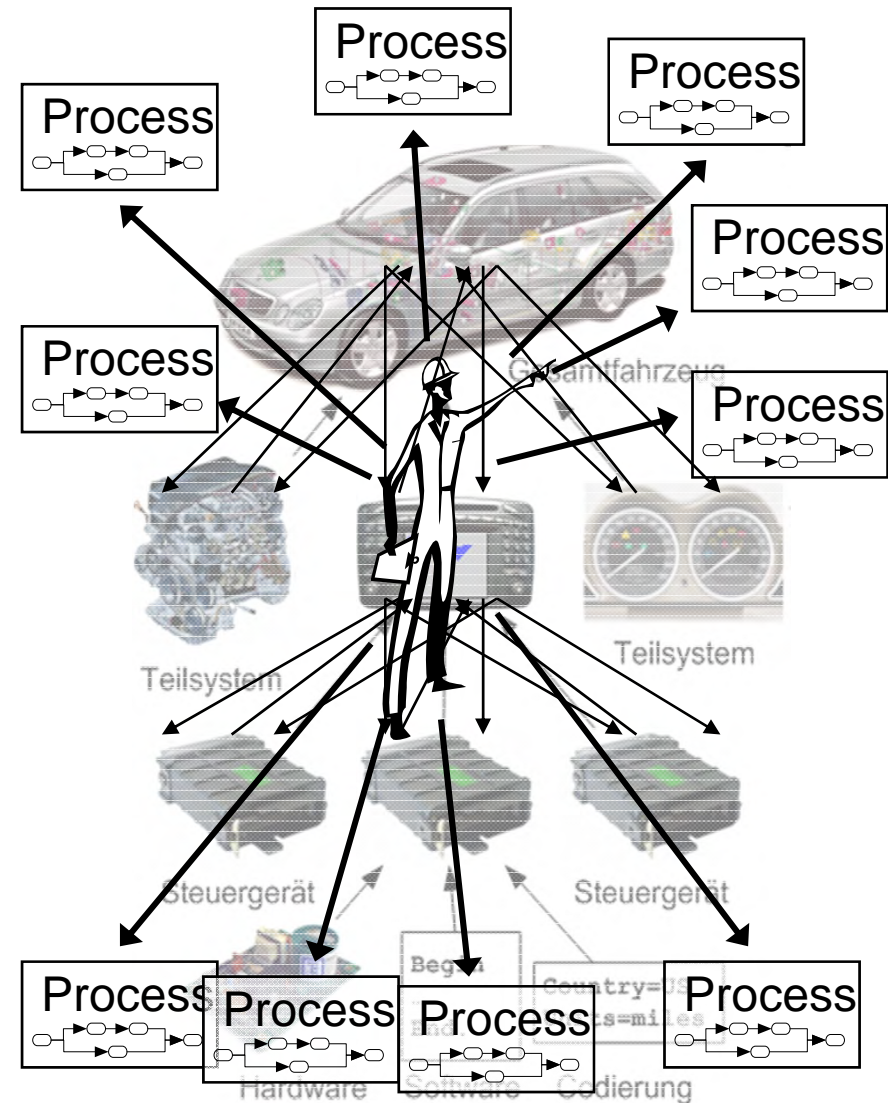 Process
Process
Process
Process
Process
Gesamtfahrzeug
Process
Teilsystem
Teilsystem
Steuergerät
Steuergerät
Begin
Country=US
Process
Process
Process
Process
Hardware
Software
Codierung